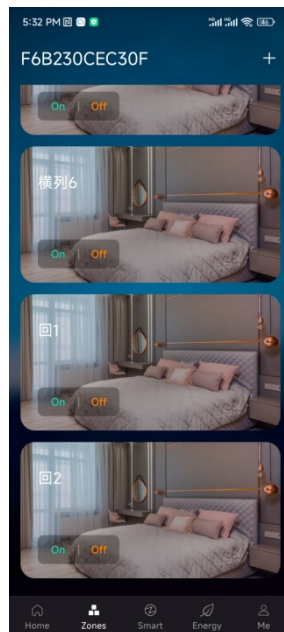 5:32 PM
F6B230CEC30F
+
On | Off
横列6
On | Off
回1
On | Off
回2
On | Off
Home Zones Smart Energy Me